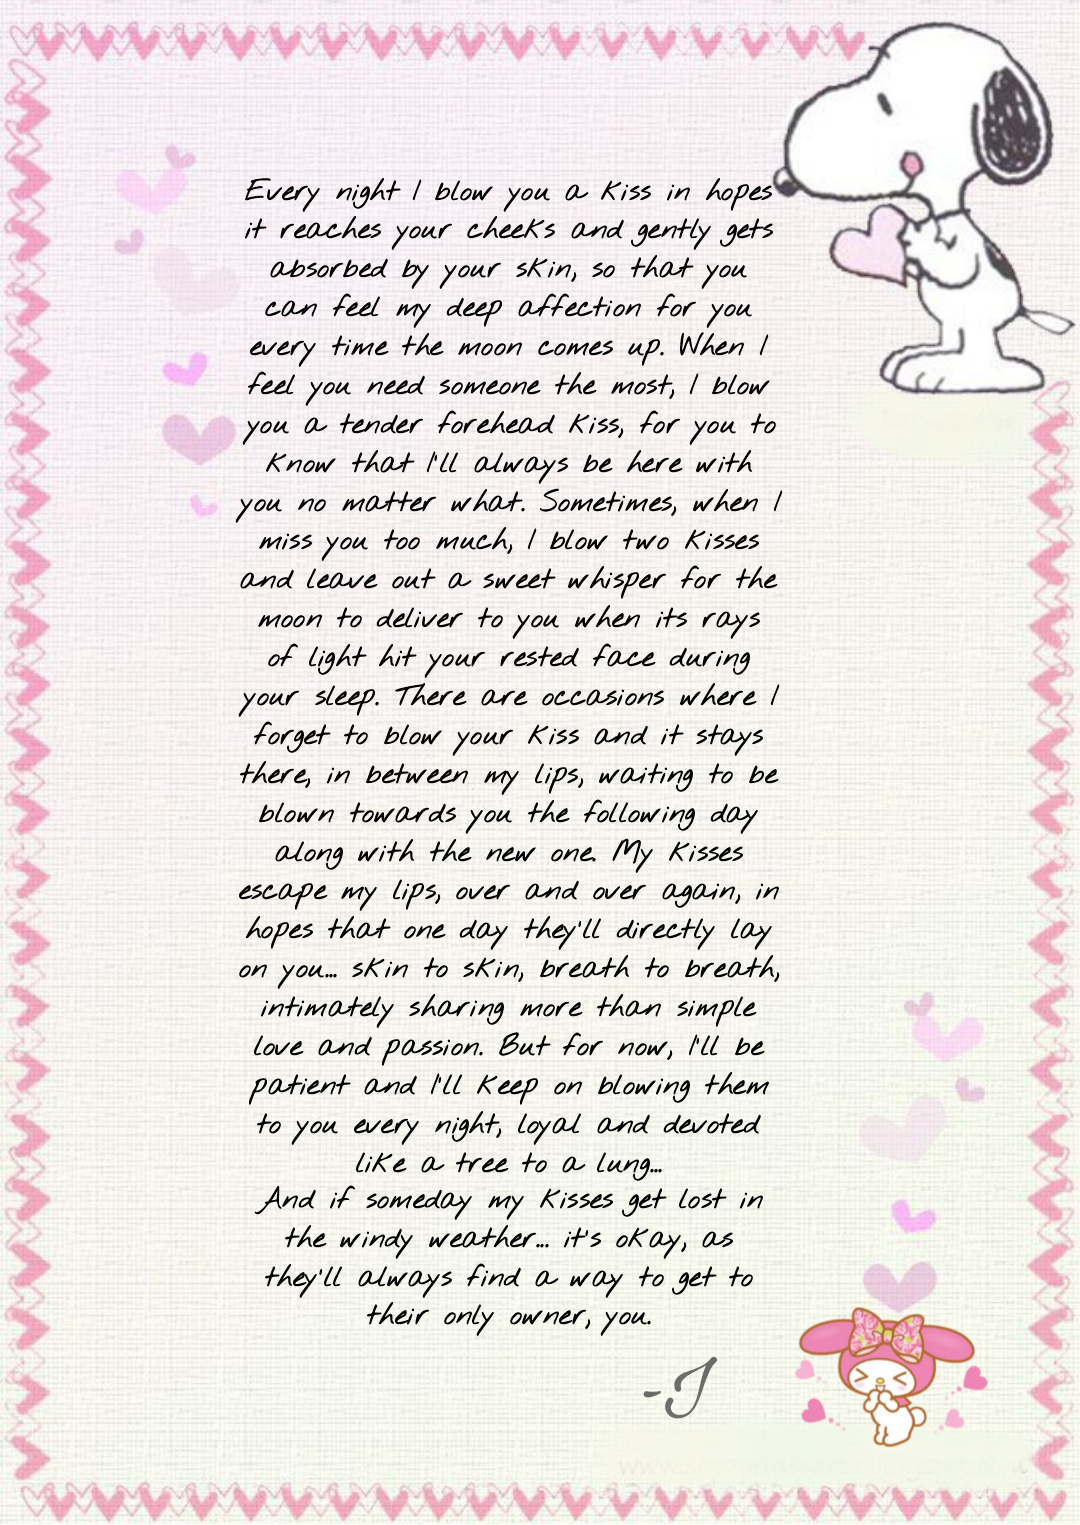 Every night I blow you a kiss in hopes
it reaches your cheeks and gently gets
absorbed by your skin, so that you
can feel my deep affection for you
every time the moon comes up. When I
feel you need someone the most, I blow
you a tender forehead kiss, for you to
know that I'll always be here with
you no matter what. Sometimes, when I
miss you too much, I blow two kisses
and leave out a sweet whisper for the
moon to deliver to you when its rays
of light hit your rested face during
your sleep. There are occasions where I
forget to blow your kiss and it stays
there, in between my lips, waiting to be
blown towards you the following day
along with the new one. My kisses
escape my lips, over and over again, in
hopes that one day they'll directly lay
on you... skin to skin, breath to breath,
intimately sharing more than simple
love and passion. But for now, I'll be
patient and I'll keep on blowing them
to you every night, loyal and devoted
like a tree to a lung...
And if someday my kisses get lost in
the windy weather... it's okay, as
they'll always find a way to get to
their only owner, you.
-J